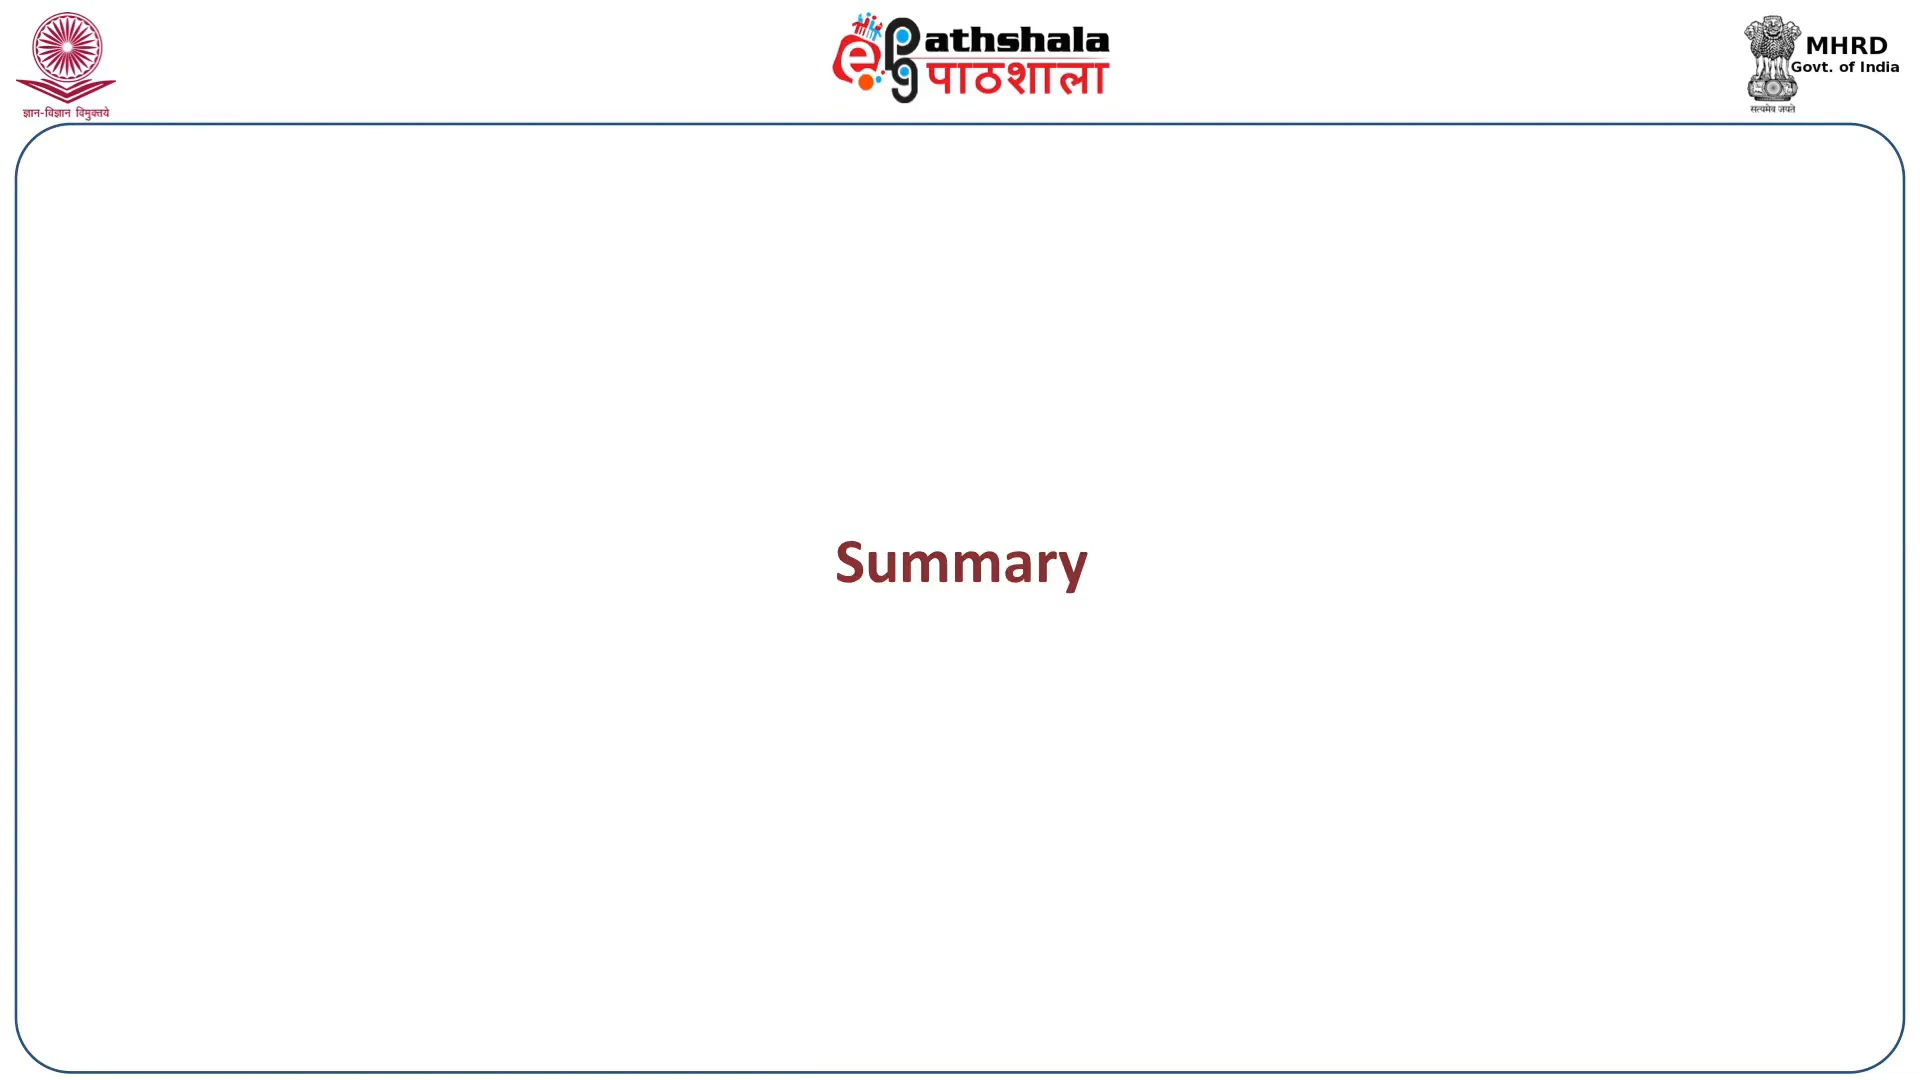 ज्ञान-विज्ञान विमुक्तये
ePathshala
पाठशाला
MHRD
Govt. of India
सत्यमेव जयते
Summary